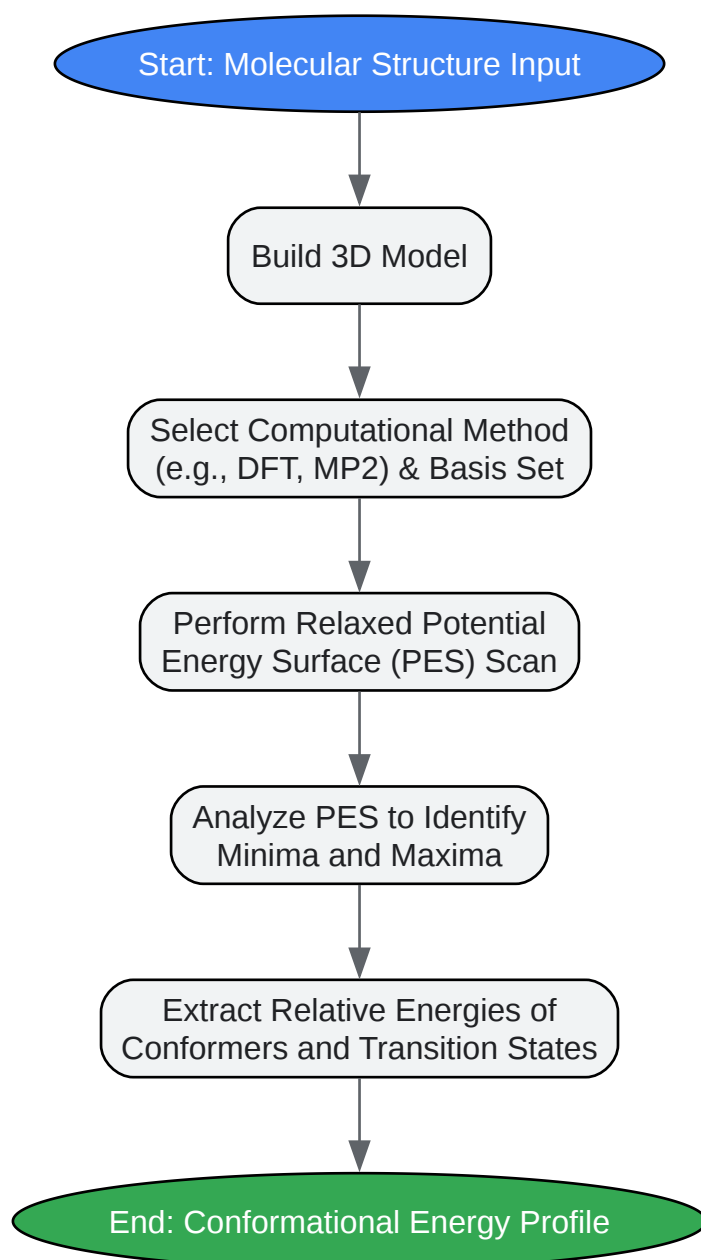 Start: Molecular Structure Input
Build 3D Model
Select Computational Method
(e.g., DFT, MP2) & Basis Set
Perform Relaxed Potential
Energy Surface (PES) Scan
Analyze PES to Identify
Minima and Maxima
Extract Relative Energies of
Conformers and Transition States
End: Conformational Energy Profile